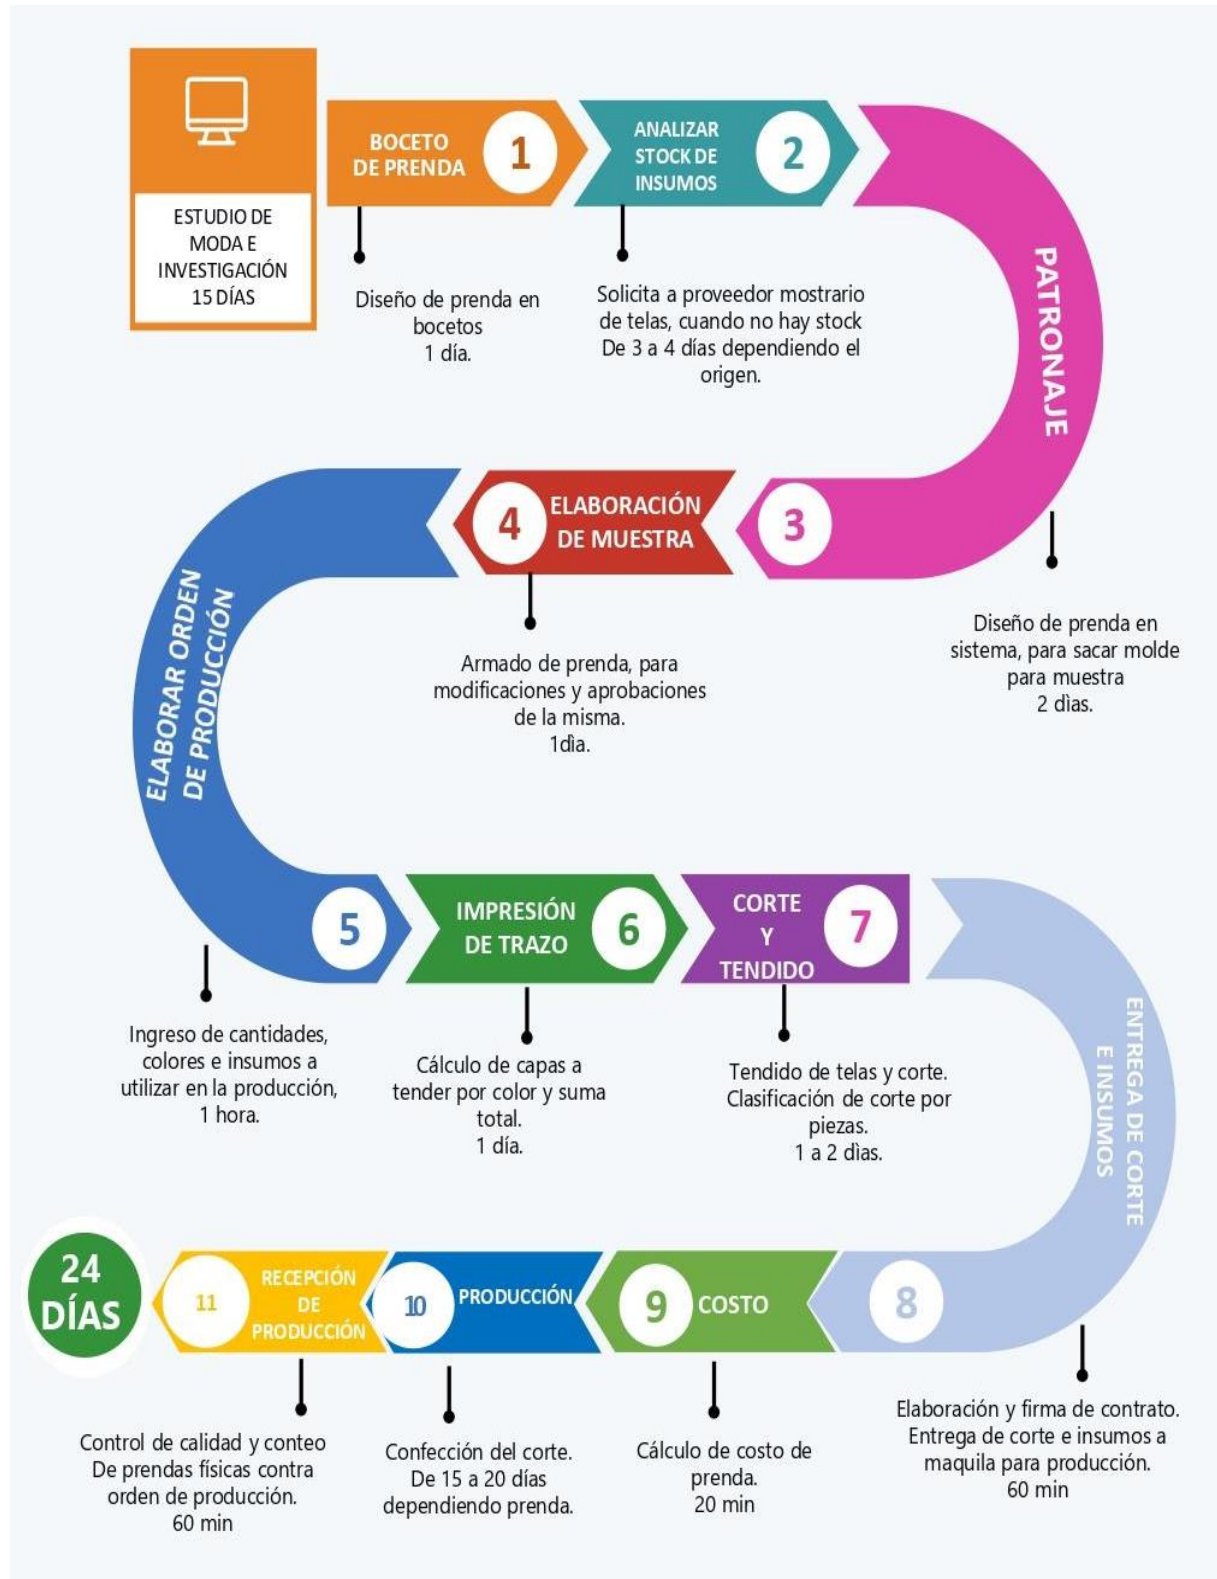 ESTUDIO DE
MODA E
INVESTIGACIÓN
15 DÍAS
BOCETO
DE PRENDA
1
Diseño de prenda en
bocetos
1 día.
ANALIZAR
STOCK DE
INSUMOS
2
Solicita a proveedor mostrario
de telas, cuando no hay stock
De 3 a 4 días dependiendo el
origen.
PATRONAJE
3
Diseño de prenda en
sistema, para sacar molde
para muestra
2 dìas.
4
ELABORACIÓN
DE MUESTRA
Armado de prenda, para
modificaciones y aprobaciones
de la misma.
1dìa.
ELABORAR ORDEN
DE PRODUCCIÓN
5
Ingreso de cantidades,
colores e insumos a
utilizar en la producción,
1 hora.
IMPRESIÓN
DE TRAZO
6
Cálculo de capas a
tender por color y suma
total.
1 día.
CORTE
Y
TENDIDO
7
Tendido de telas y corte.
Clasificación de corte por
piezas.
1 a 2 dìas.
ENTREGA DE CORTE
E INSUMOS
8
Elaboración y firma de contrato.
Entrega de corte e insumos a
maquila para producción.
60 min
9
COSTO
Cálculo de costo de
prenda.
20 min
10
PRODUCCIÓN
Confección del corte.
De 15 a 20 días
dependiendo prenda.
11
RECEPCIÓN
DE
PRODUCCIÓN
Control de calidad y conteo
De prendas físicas contra
orden de producción.
60 min
24
DÍAS